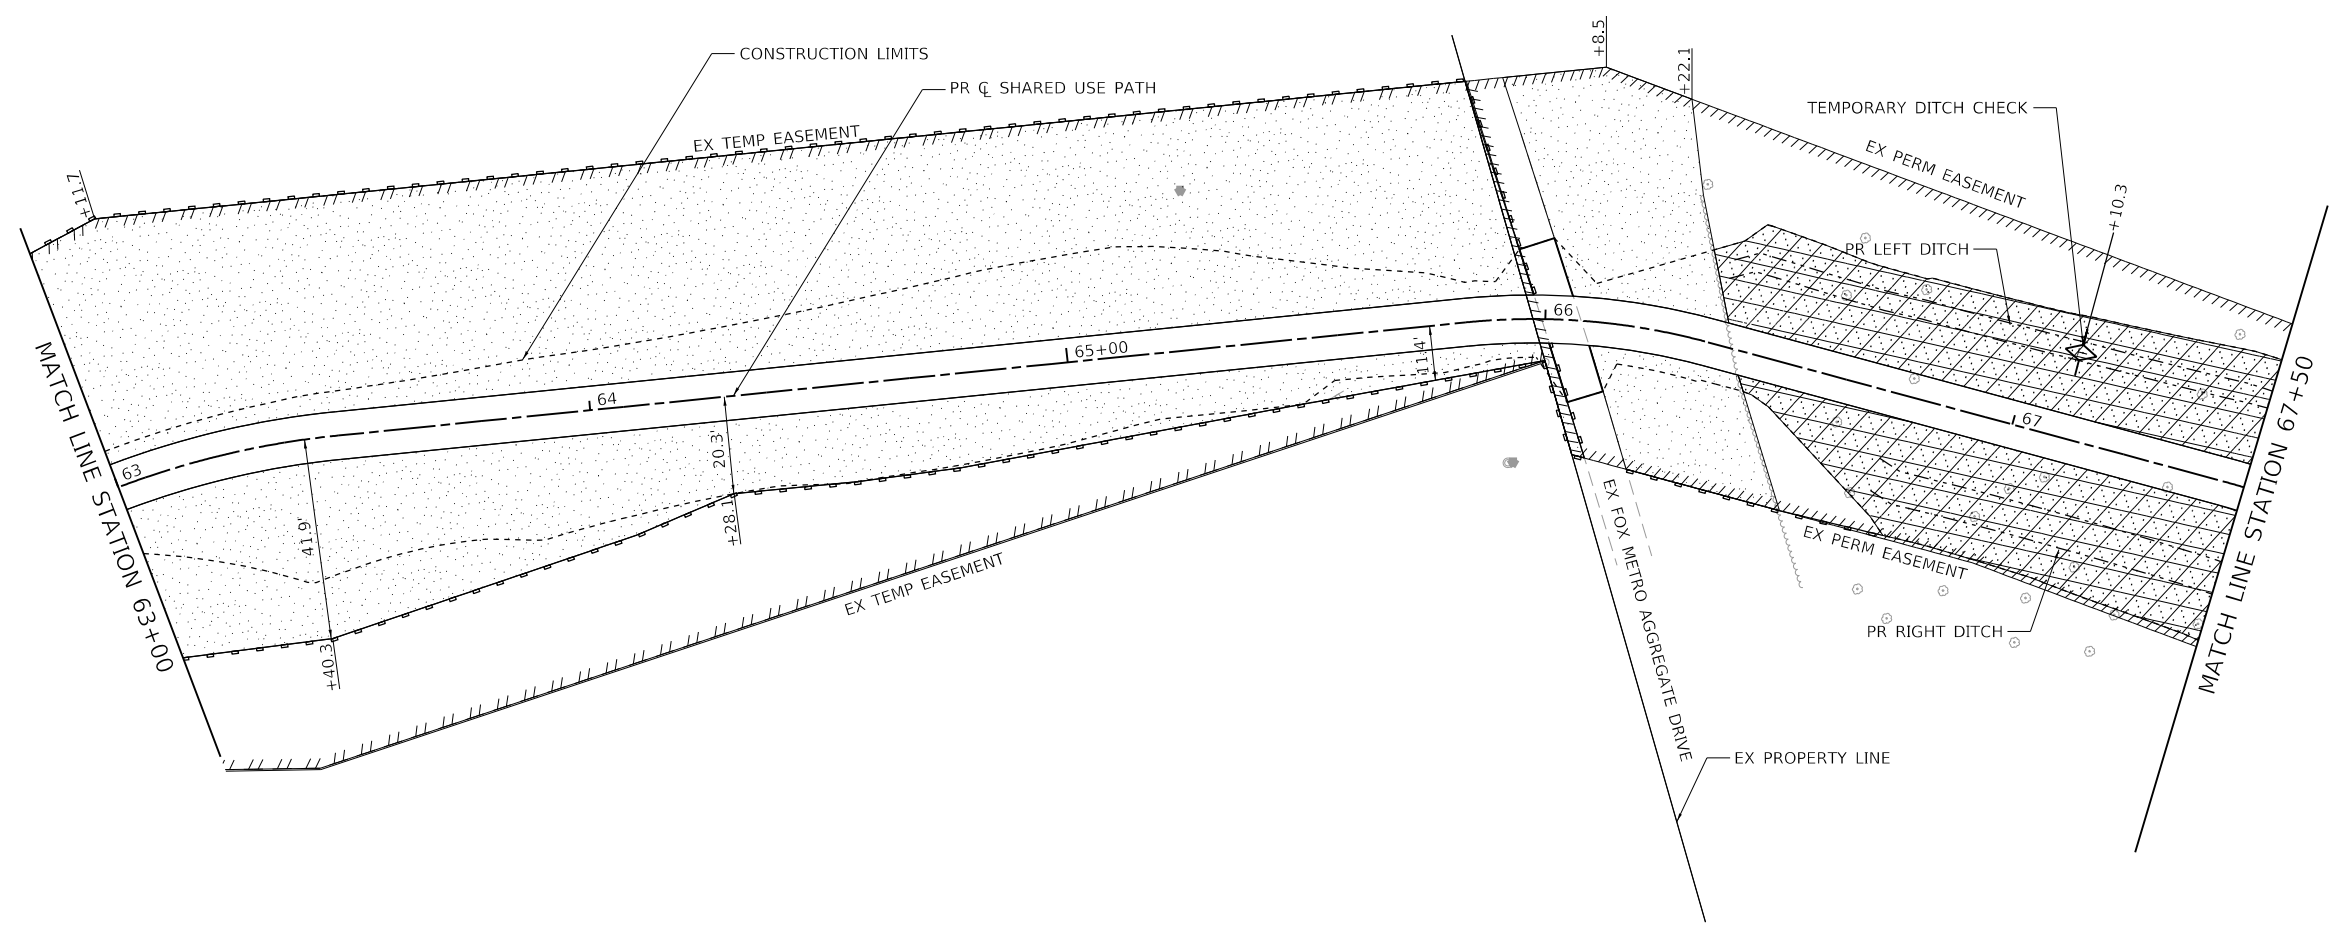 CONSTRUCTION LIMITS
PR ℄ SHARED USE PATH
EX TEMP EASEMENT
+8.5
+22.1
TEMPORARY DITCH CHECK
EX PERM EASEMENT
+10.3
+11.7
PR LEFT DITCH
MATCH LINE STATION 63+00
63
64
65+00
66
67
11.4'
20.3'
+28.1
41.9'
+40.3
EX TEMP EASEMENT
EX FOX METRO AGGREGATE DRIVE
EX PERM EASEMENT
PR RIGHT DITCH
MATCH LINE STATION 67+50
EX PROPERTY LINE